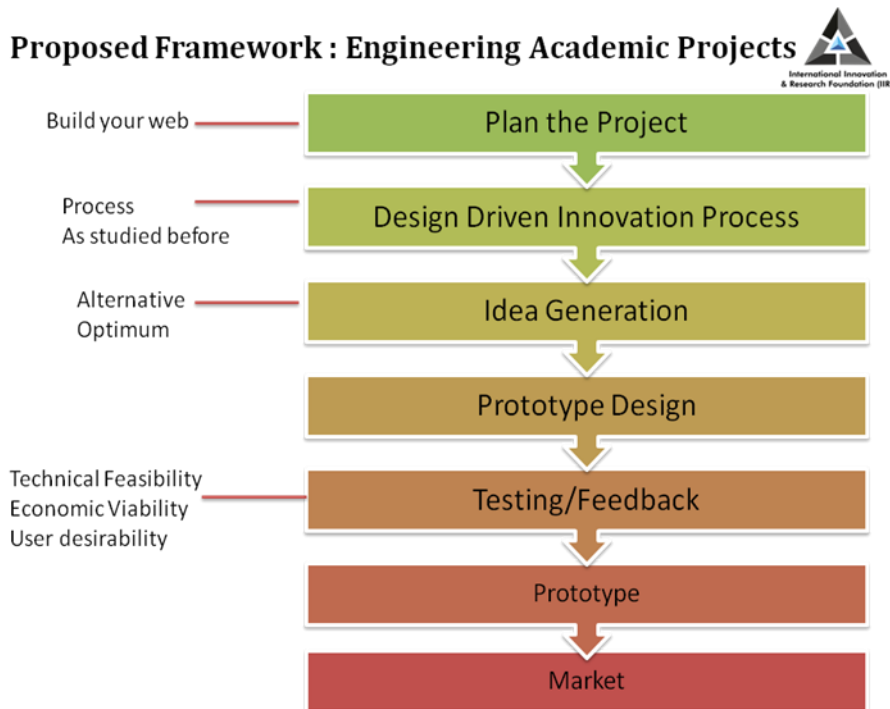 Proposed Framework : Engineering Academic Projects
International Innovation
& Research Foundation (IIR
Build your web
Plan the Project
Process
As studied before
Design Driven Innovation Process
Alternative
Optimum
Idea Generation
Prototype Design
Technical Feasibility
Economic Viability
User desirability
Testing/Feedback
Prototype
Market